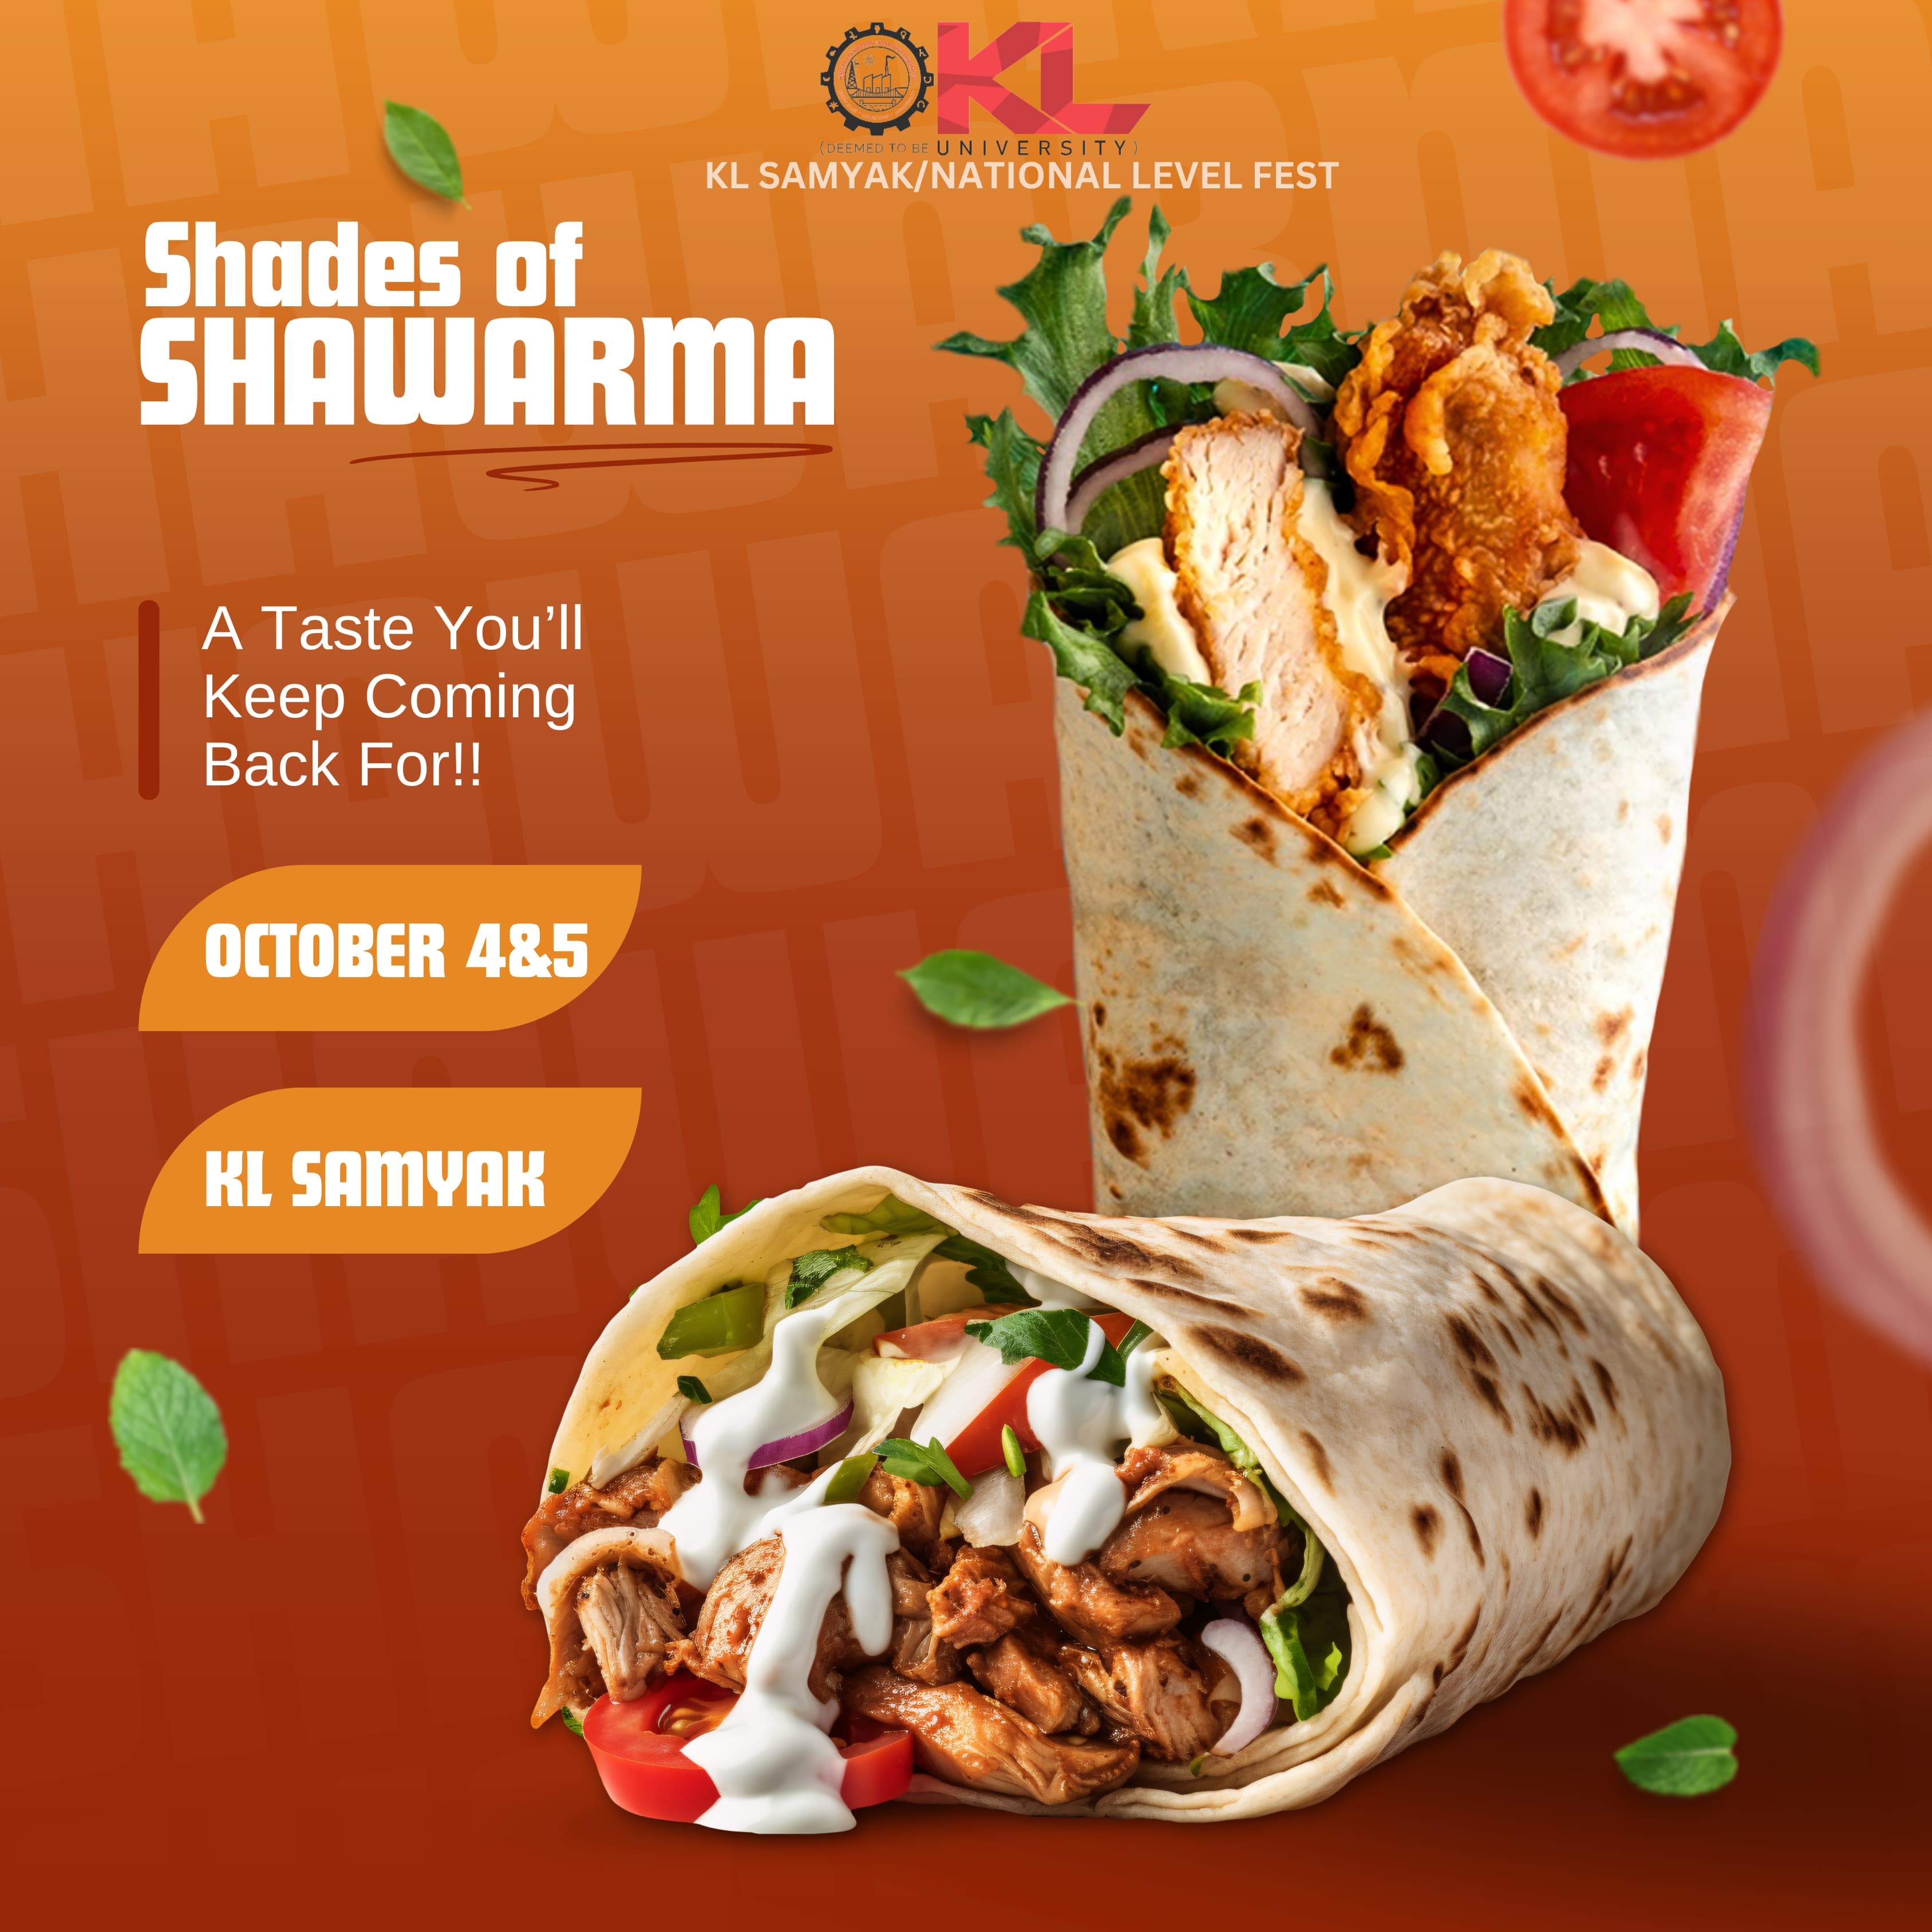 KL
(DEEMED TO BE UNIVERSITY)
KL SAMYAK/NATIONAL LEVEL FEST
Shades of
SHAWARMA
A Taste You’ll
Keep Coming
Back For!!
OCTOBER 4&5
KL SAMYAK